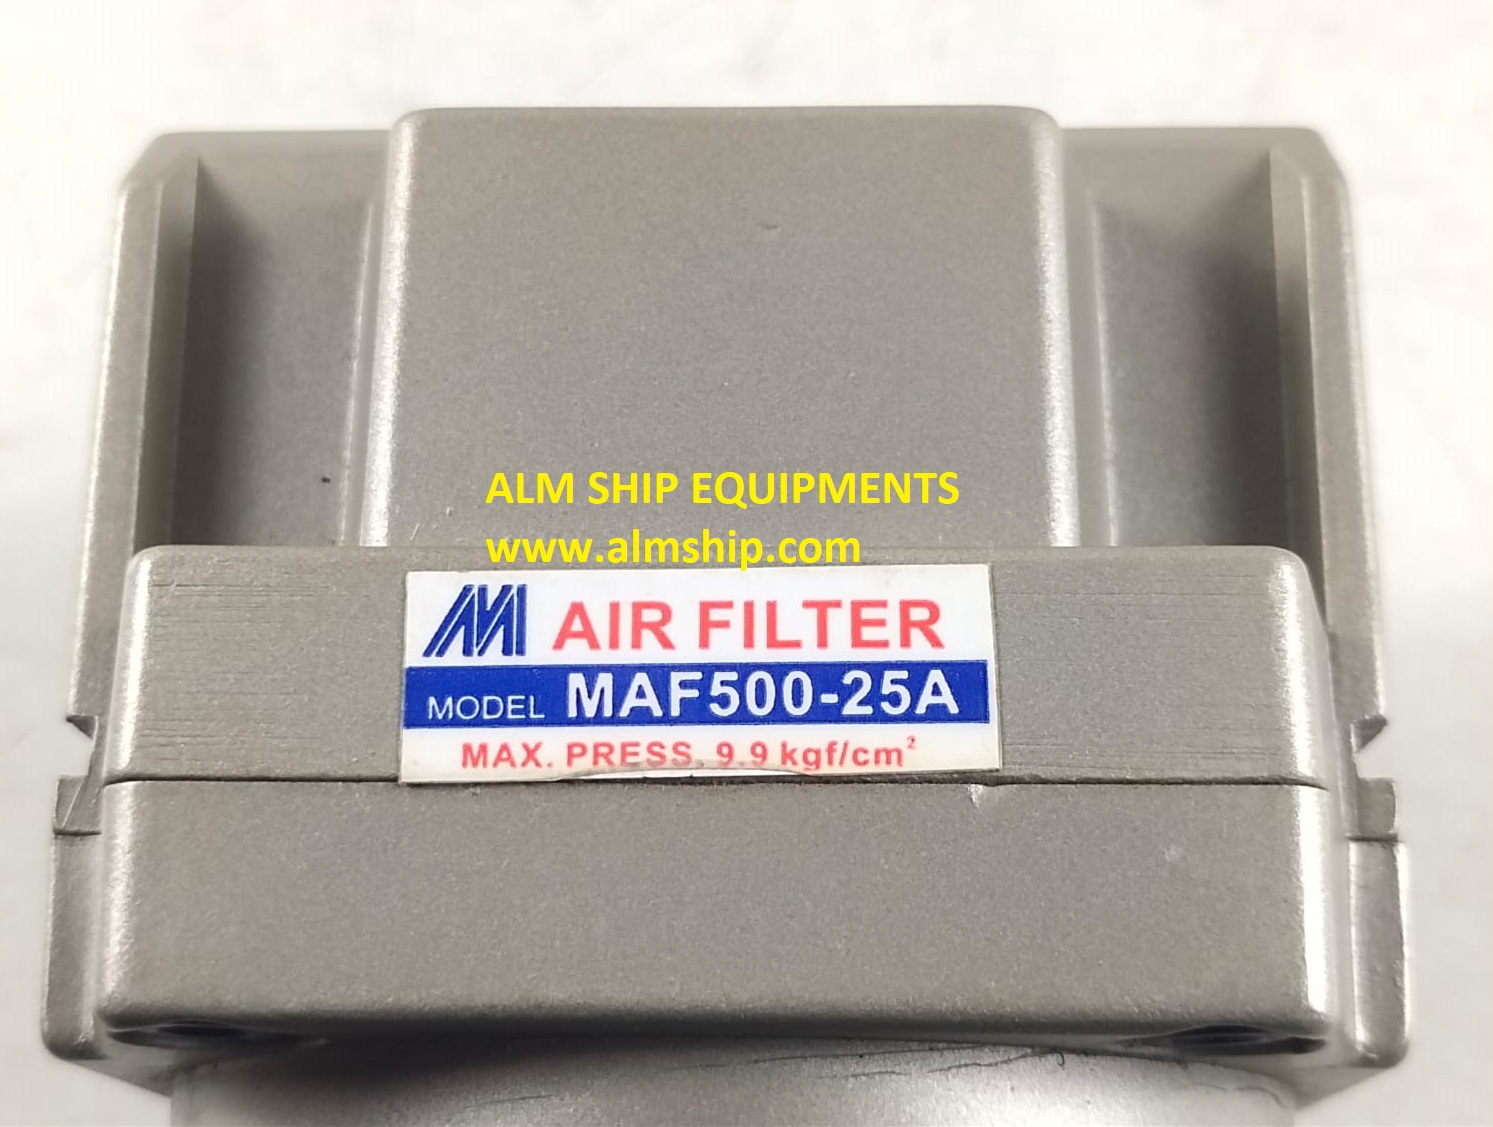 ALM SHIP EQUIPMENTS
www.almship.com
M AIR FILTER
MODEL MAF500-25A
MAX. PRESS. 9.9 kgf/cm²